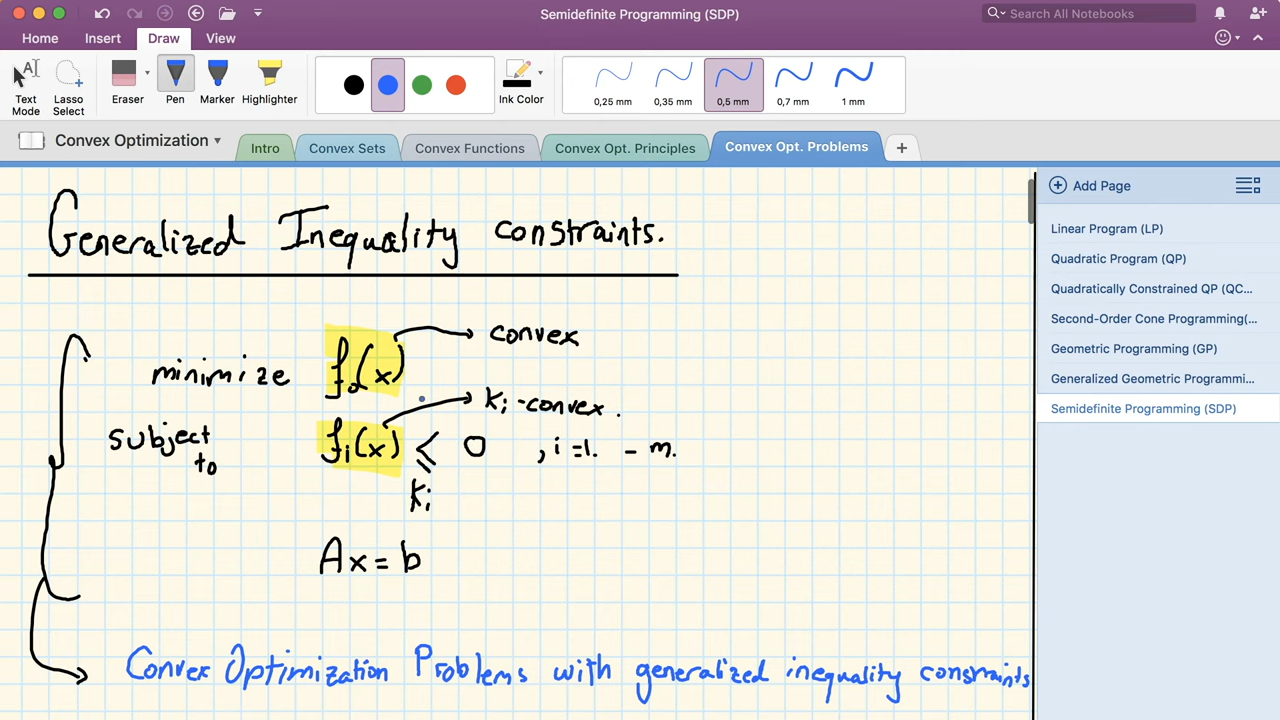 Semidefinite Programming (SDP)
Search All Notebooks
Home Insert Draw View
Text Mode
Lasso Select
Eraser
Pen
Marker
Highlighter
Ink Color
0,25 mm
0,35 mm
0,5 mm
0,7 mm
1 mm
Convex Optimization
Intro
Convex Sets
Convex Functions
Convex Opt. Principles
Convex Opt. Problems
Add Page
Linear Program (LP)
Quadratic Program (QP)
Quadratically Constrained QP (QC...
Second-Order Cone Programming(...
Geometric Programming (GP)
Generalized Geometric Programmi...
Semidefinite Programming (SDP)
Generalized Inequality constraints.
minimize f₀(x) → convex
subject to fᵢ(x) ≤ 0 , i=1. - m.
Kᵢ
Kᵢ-convex.
Ax=b
Convex Optimization Problems with generalized inequality constraints